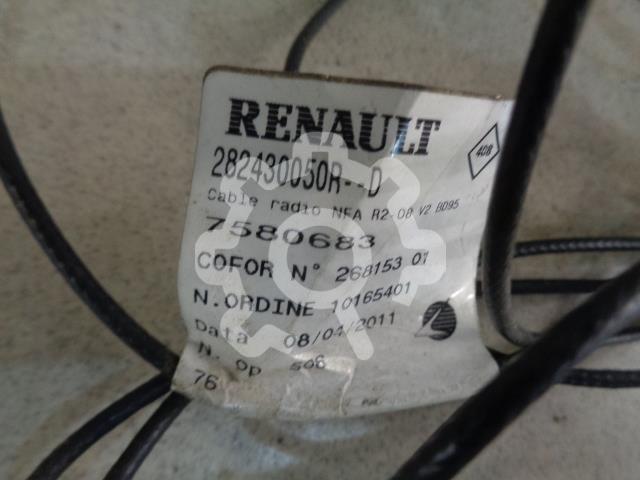 RENAULT
282430050R--D
408
Cable radio NFA R2-08 V2 BD95
7580683
COFOR N° 268153 01
N.ORDINE 10165401
Data 08/04/2011
N. op 506
76